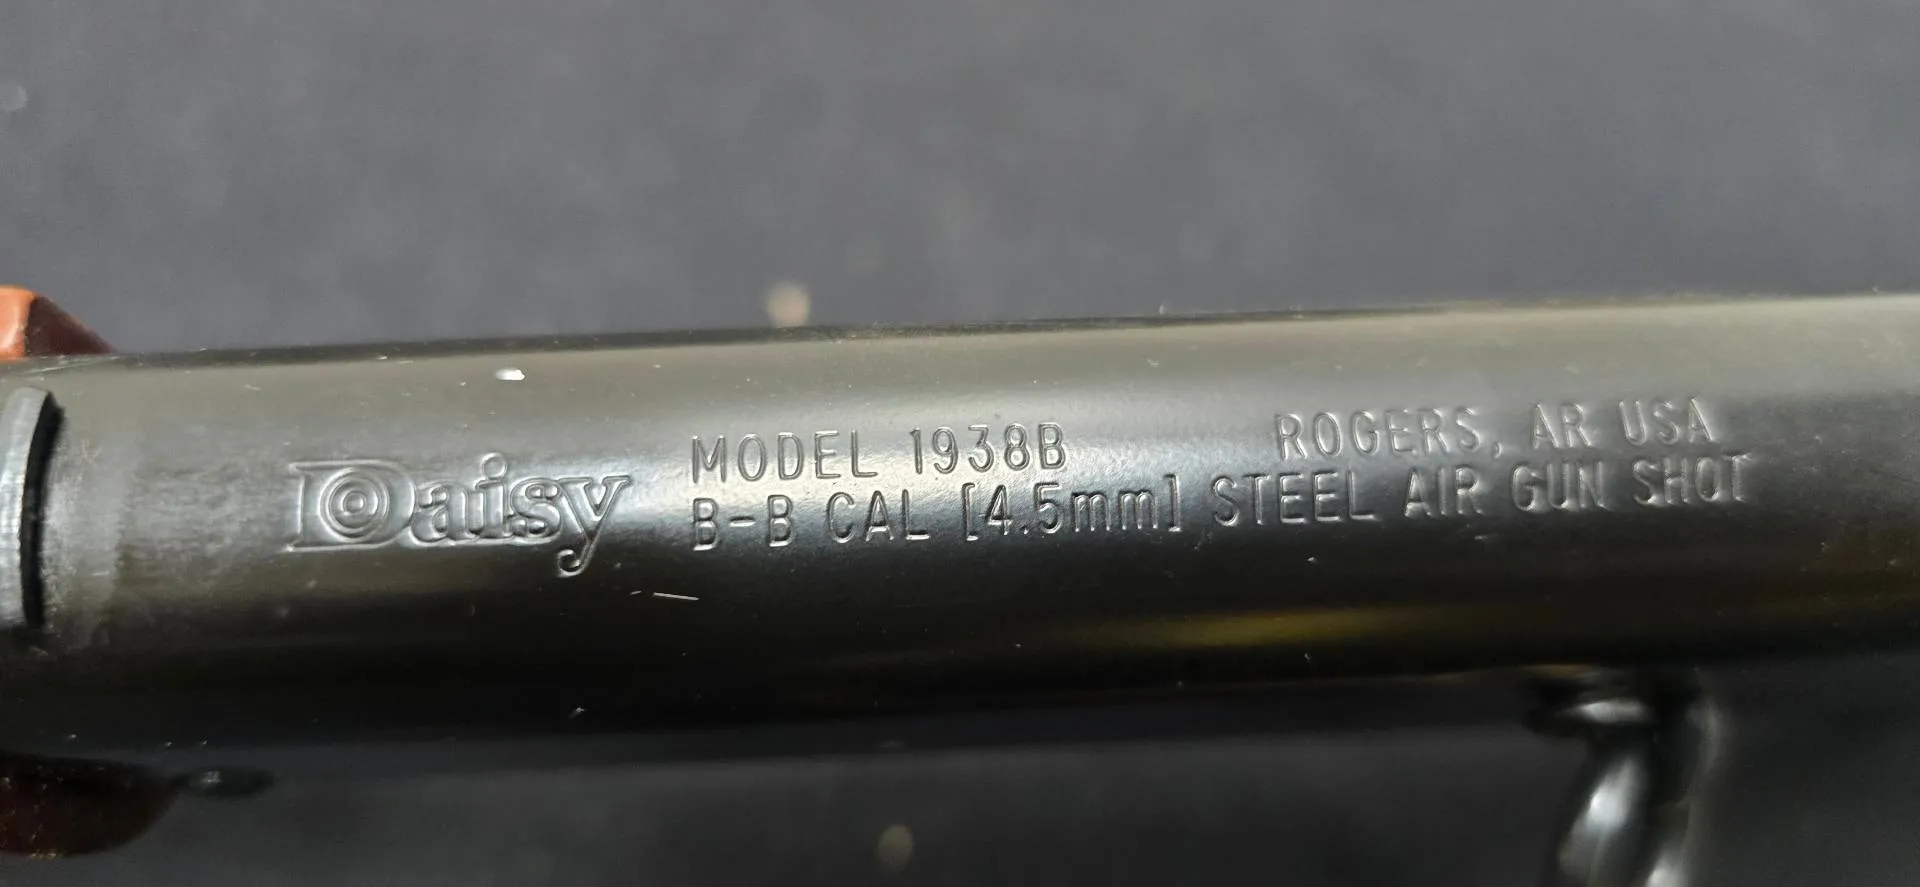 Daisy
MODEL 1938B ROGERS, AR USA
B-B CAL [4.5mm] STEEL AIR GUN SHOT